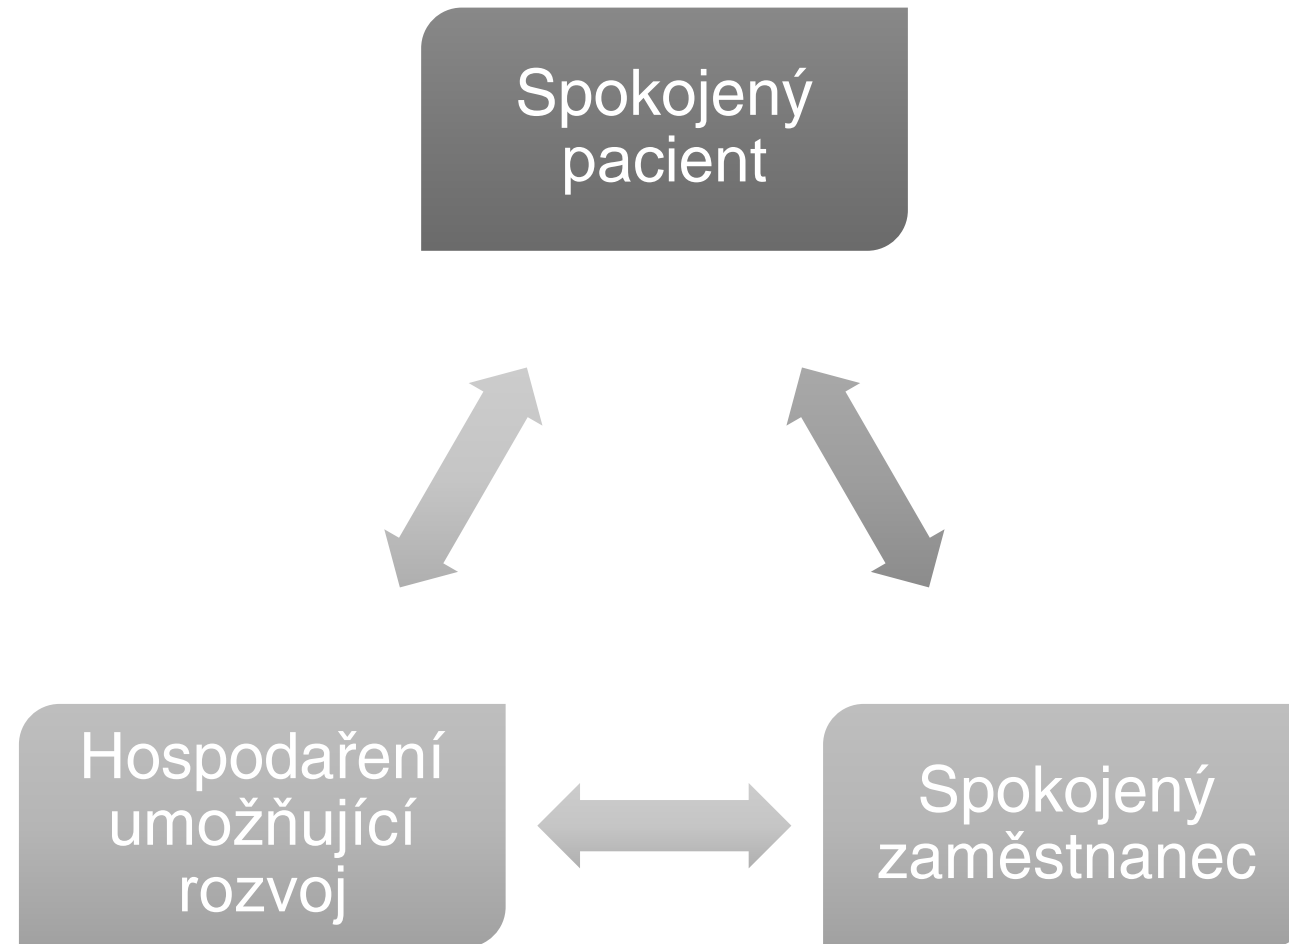 Spokojený
pacient
Hospodaření
umožňující
rozvoj
Spokojený
zaměstnanec